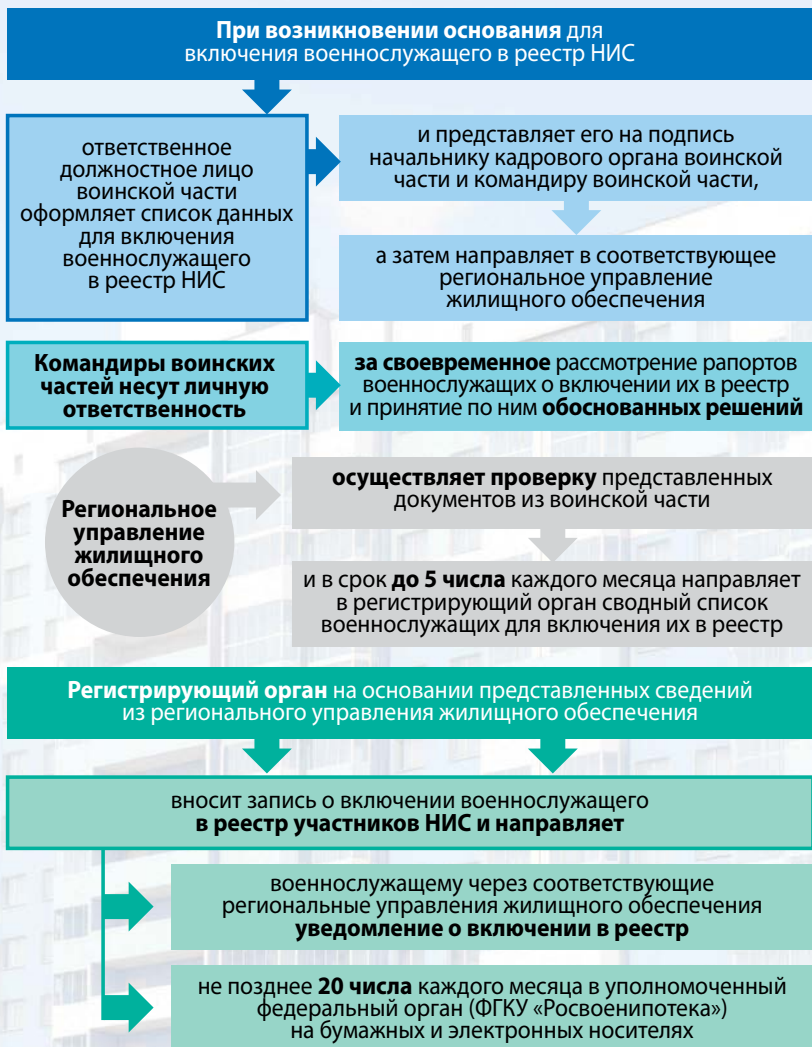 При возникновении основания для
включения военнослужащего в реестр НИС
ответственное
должностное лицо
воинской части
оформляет список данных
для включения
военнослужащего
в реестр НИС
и представляет его на подпись
начальнику кадрового органа воинской
части и командиру воинской части,
а затем направляет в соответствующее
региональное управление
жилищного обеспечения
Командиры воинских
частей несут личную
ответственность
за своевременное рассмотрение рапортов
военнослужащих о включении их в реестр
и принятие по ним обоснованных решений
Региональное
управление
жилищного
обеспечения
осуществляет проверку представленных
документов из воинской части
и в срок до 5 числа каждого месяца направляет
в регистрирующий орган сводный список
военнослужащих для включения их в реестр
Регистрирующий орган на основании представленных сведений
из регионального управления жилищного обеспечения
вносит запись о включении военнослужащего
в реестр участников НИС и направляет
военнослужащему через соответствующие
региональные управления жилищного обеспечения
уведомление о включении в реестр
не позднее 20 числа каждого месяца в уполномоченный
федеральный орган (ФГКУ «Росвоенипотека»)
на бумажных и электронных носителях